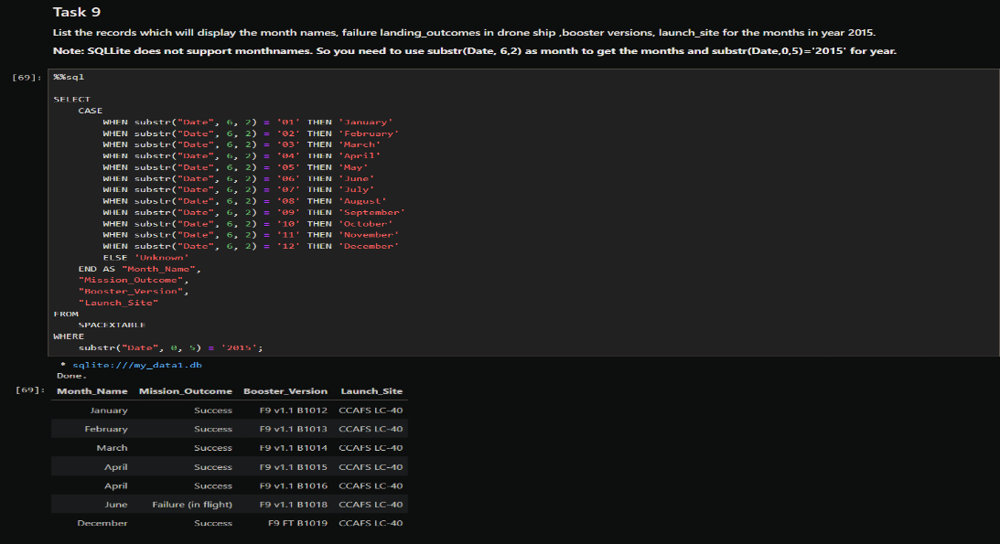 Task 9
List the records which will display the month names, failure landing_outcomes in drone ship ,booster versions, launch_site for the months in year 2015.
Note: SQLLite does not support monthnames. So you need to use substr(Date, 6,2) as month to get the months and substr(Date,0,5)='2015' for year.
[69]: %%sql
SELECT
CASE
WHEN substr("Date", 6, 2) = '01' THEN 'January'
WHEN substr("Date", 6, 2) = '02' THEN 'February'
WHEN substr("Date", 6, 2) = '03' THEN 'March'
WHEN substr("Date", 6, 2) = '04' THEN 'April'
WHEN substr("Date", 6, 2) = '05' THEN 'May'
WHEN substr("Date", 6, 2) = '06' THEN 'June'
WHEN substr("Date", 6, 2) = '07' THEN 'July'
WHEN substr("Date", 6, 2) = '08' THEN 'August'
WHEN substr("Date", 6, 2) = '09' THEN 'September'
WHEN substr("Date", 6, 2) = '10' THEN 'October'
WHEN substr("Date", 6, 2) = '11' THEN 'November'
WHEN substr("Date", 6, 2) = '12' THEN 'December'
ELSE 'Unknown'
END AS "Month_Name",
"Mission_Outcome",
"Booster_Version",
"Launch_Site"
FROM
SPACEXTABLE
WHERE
substr("Date", 0, 5) = '2015';
* sqlite:///my_data1.db
Done.
[69]: Month_Name Mission_Outcome Booster_Version Launch_Site
January Success F9 v1.1 B1012 CCAFS LC-40
February Success F9 v1.1 B1013 CCAFS LC-40
March Success F9 v1.1 B1014 CCAFS LC-40
April Success F9 v1.1 B1015 CCAFS LC-40
April Success F9 v1.1 B1016 CCAFS LC-40
June Failure (in flight) F9 v1.1 B1018 CCAFS LC-40
December Success F9 FT B1019 CCAFS LC-40